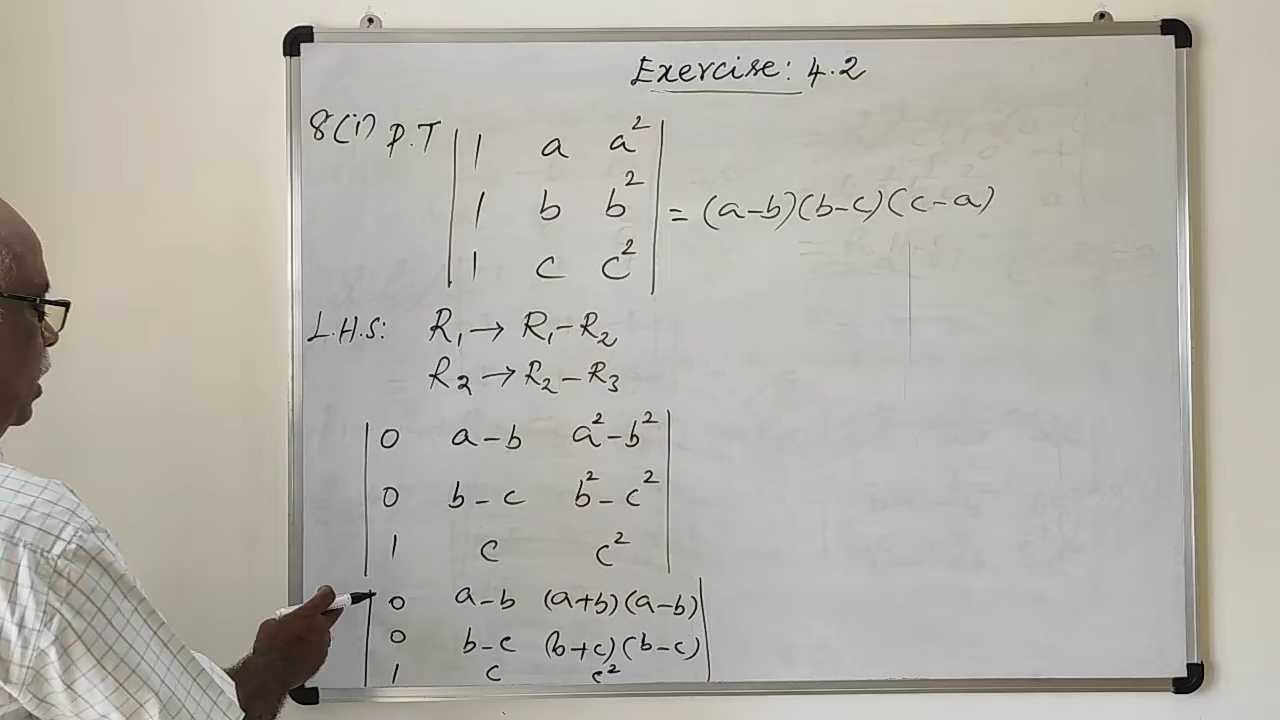 Exercise: 4.2
8(i) P.T | 1 a a² |
| 1 b b² | = (a-b)(b-c)(c-a)
| 1 c c² |
L.H.S: R₁ → R₁-R₂
R₂ → R₂-R₃
| 0 a-b a²-b² |
| 0 b-c b²-c² |
| 1 c c² |
| 0 a-b (a+b)(a-b) |
| 0 b-c (b+c)(b-c) |
| 1 c c² |